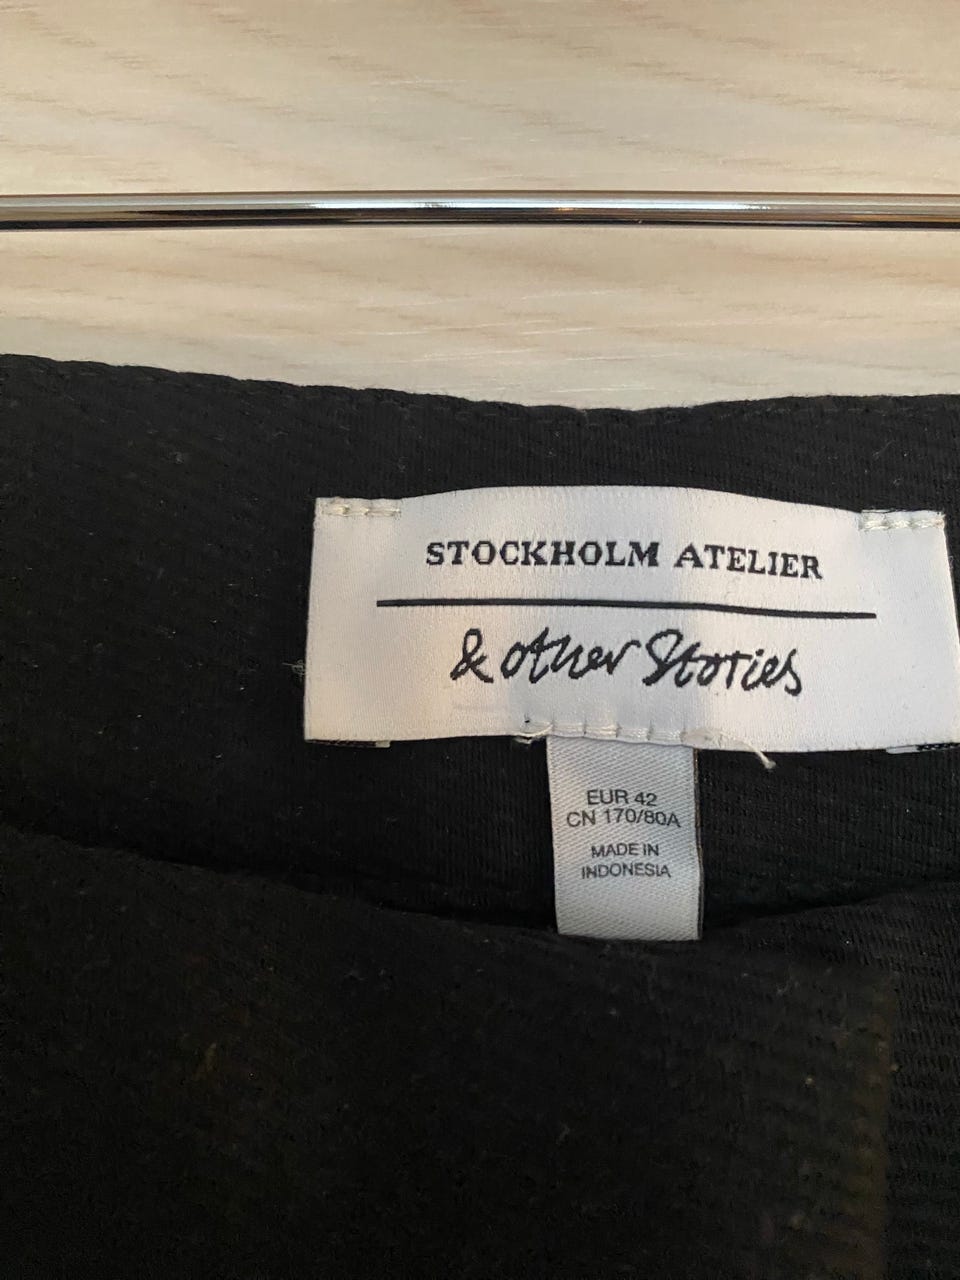 STOCKHOLM ATELIER
& other Stories
EUR 42
CN 170/80A
MADE IN
INDONESIA